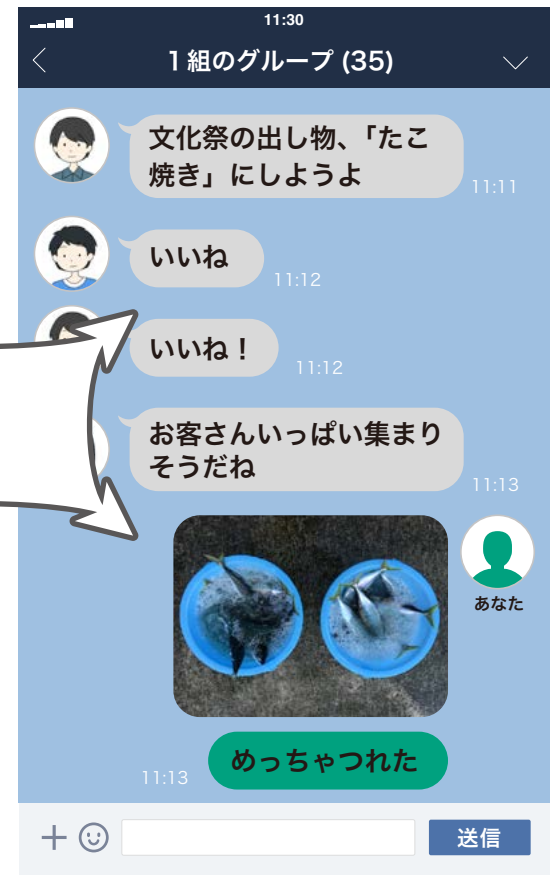 11:30
1組のグループ (35)
文化祭の出し物、「たこ
焼き」にしようよ
11:11
いいね
11:12
いいね！
11:12
お客さんいっぱい集まり
そうだね
11:13
あなた
めっちゃつれた
11:13
送信